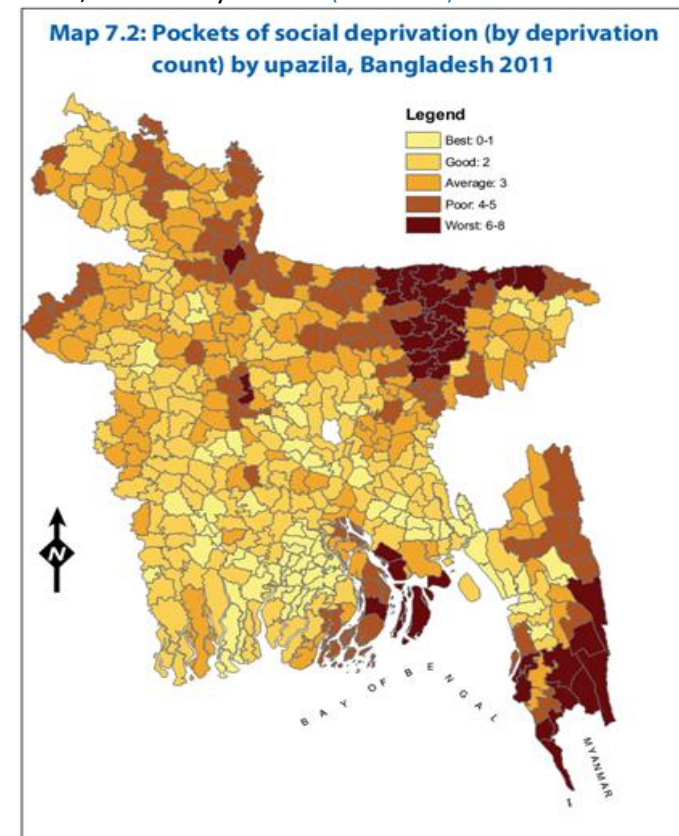 Map 7.2: Pockets of social deprivation (by deprivation
count) by upazila, Bangladesh 2011
Legend
Best: 0-1
Good: 2
Average: 3
Poor: 4-5
Worst: 6-8
N
BAY OF BENGAL
MYANMAR